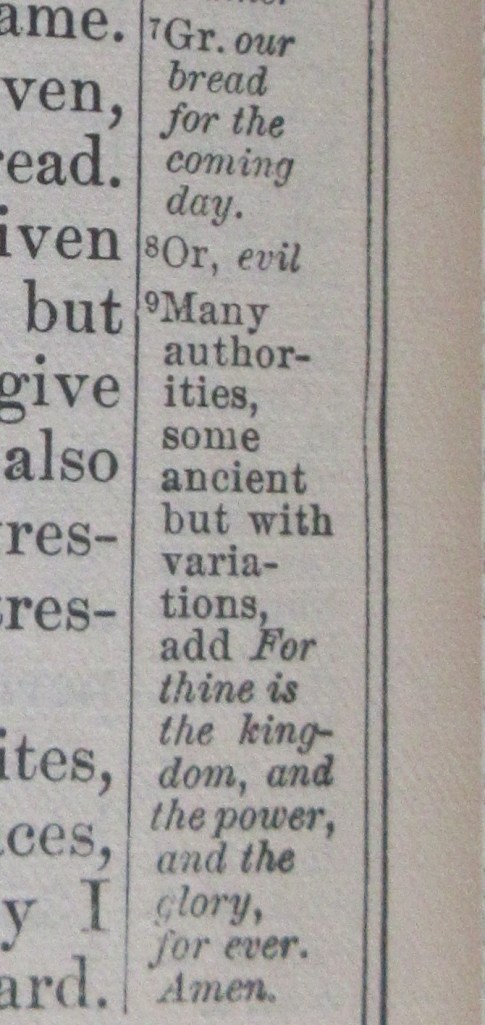 ame.
ven,
ead.
iven
but
give
also
res-
tres-
ites,
ces,
y I
ard.
⁷Gr. our
bread
for the
coming
day.
⁸Or, evil
⁹Many
author-
ities,
some
ancient
but with
varia-
tions,
add For
thine is
the king-
dom, and
the power,
and the
glory,
for ever.
Amen.